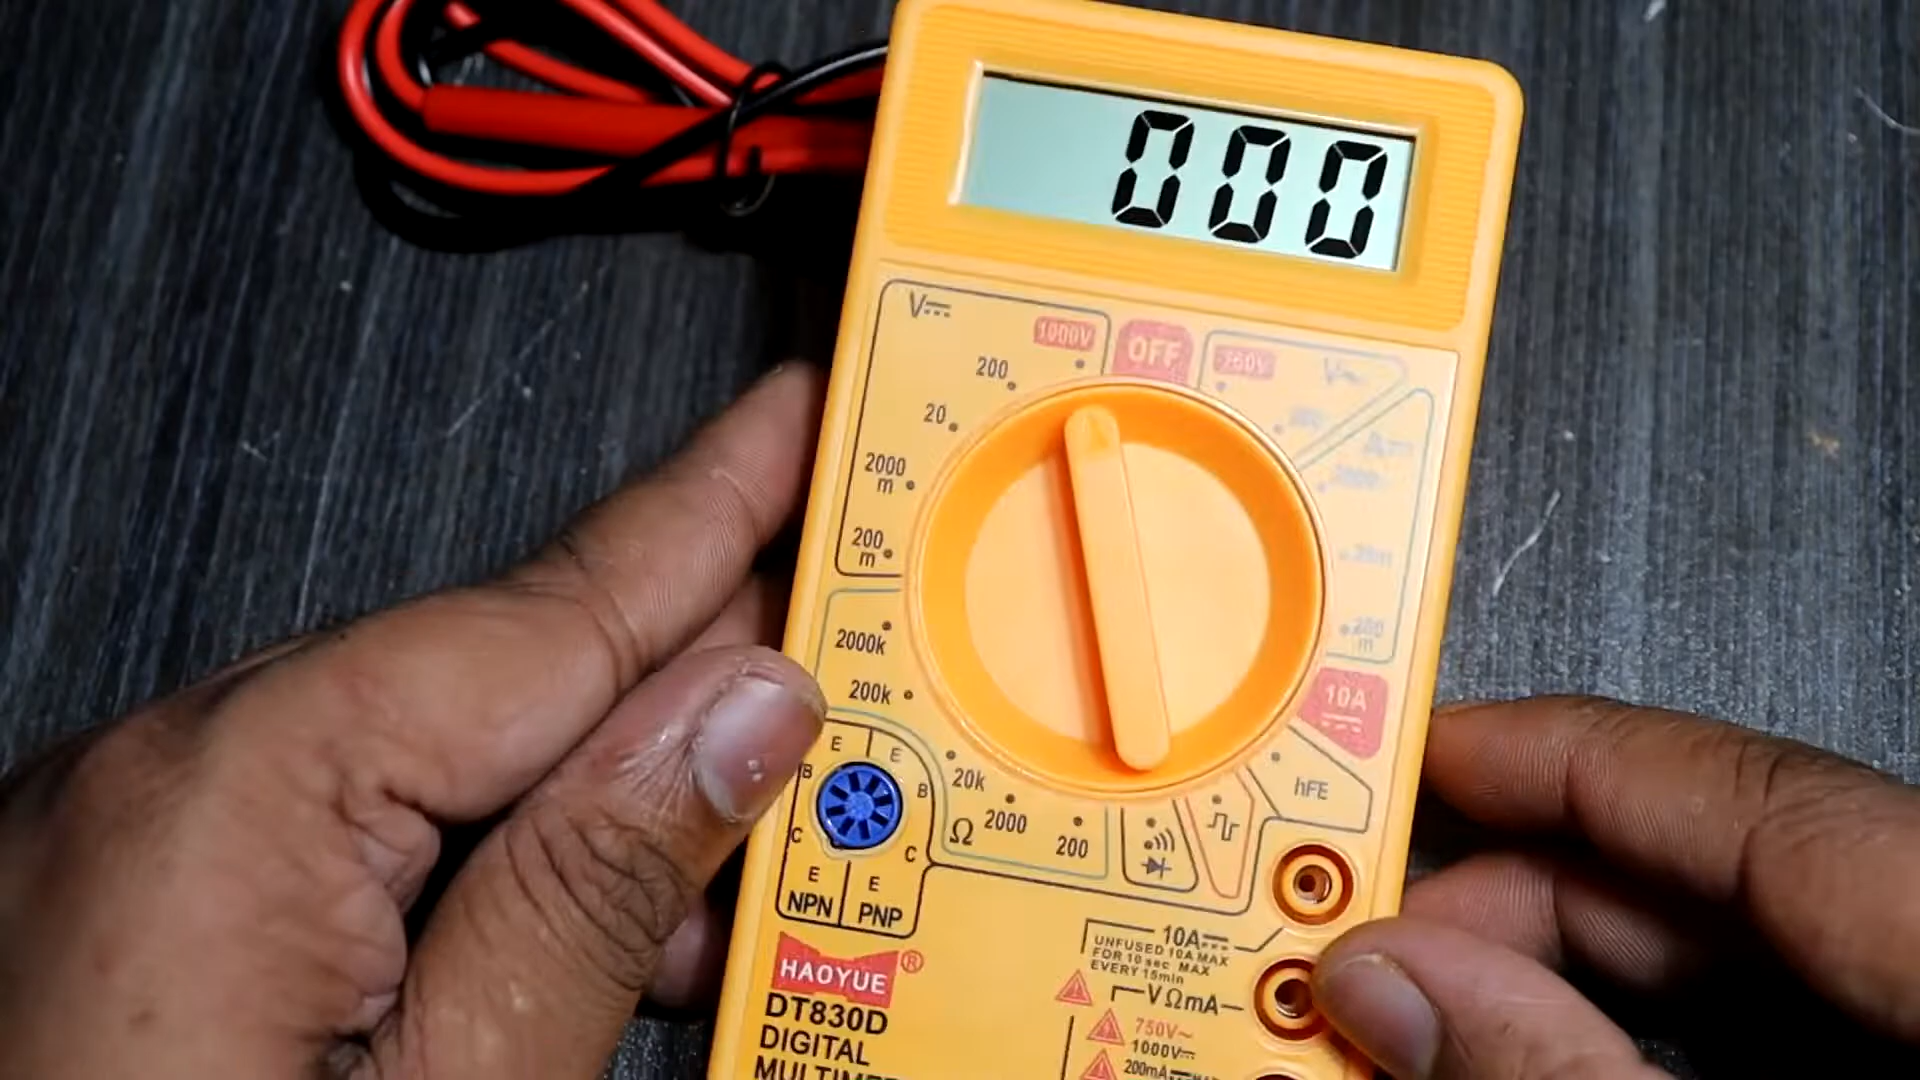 000
V⎓
1000V
OFF
200
20
2000
m
200
m
2000k
200k
20k
2000
200
Ω
10A
hFE
E
E
B
B
C
C
E
E
NPN
PNP
HAOYUE®
DT830D
DIGITAL
10A⎓
UNFUSED 10A MAX
FOR 10 sec MAX
EVERY 15min
VΩmA
750V~
1000V⎓
200mA⎓